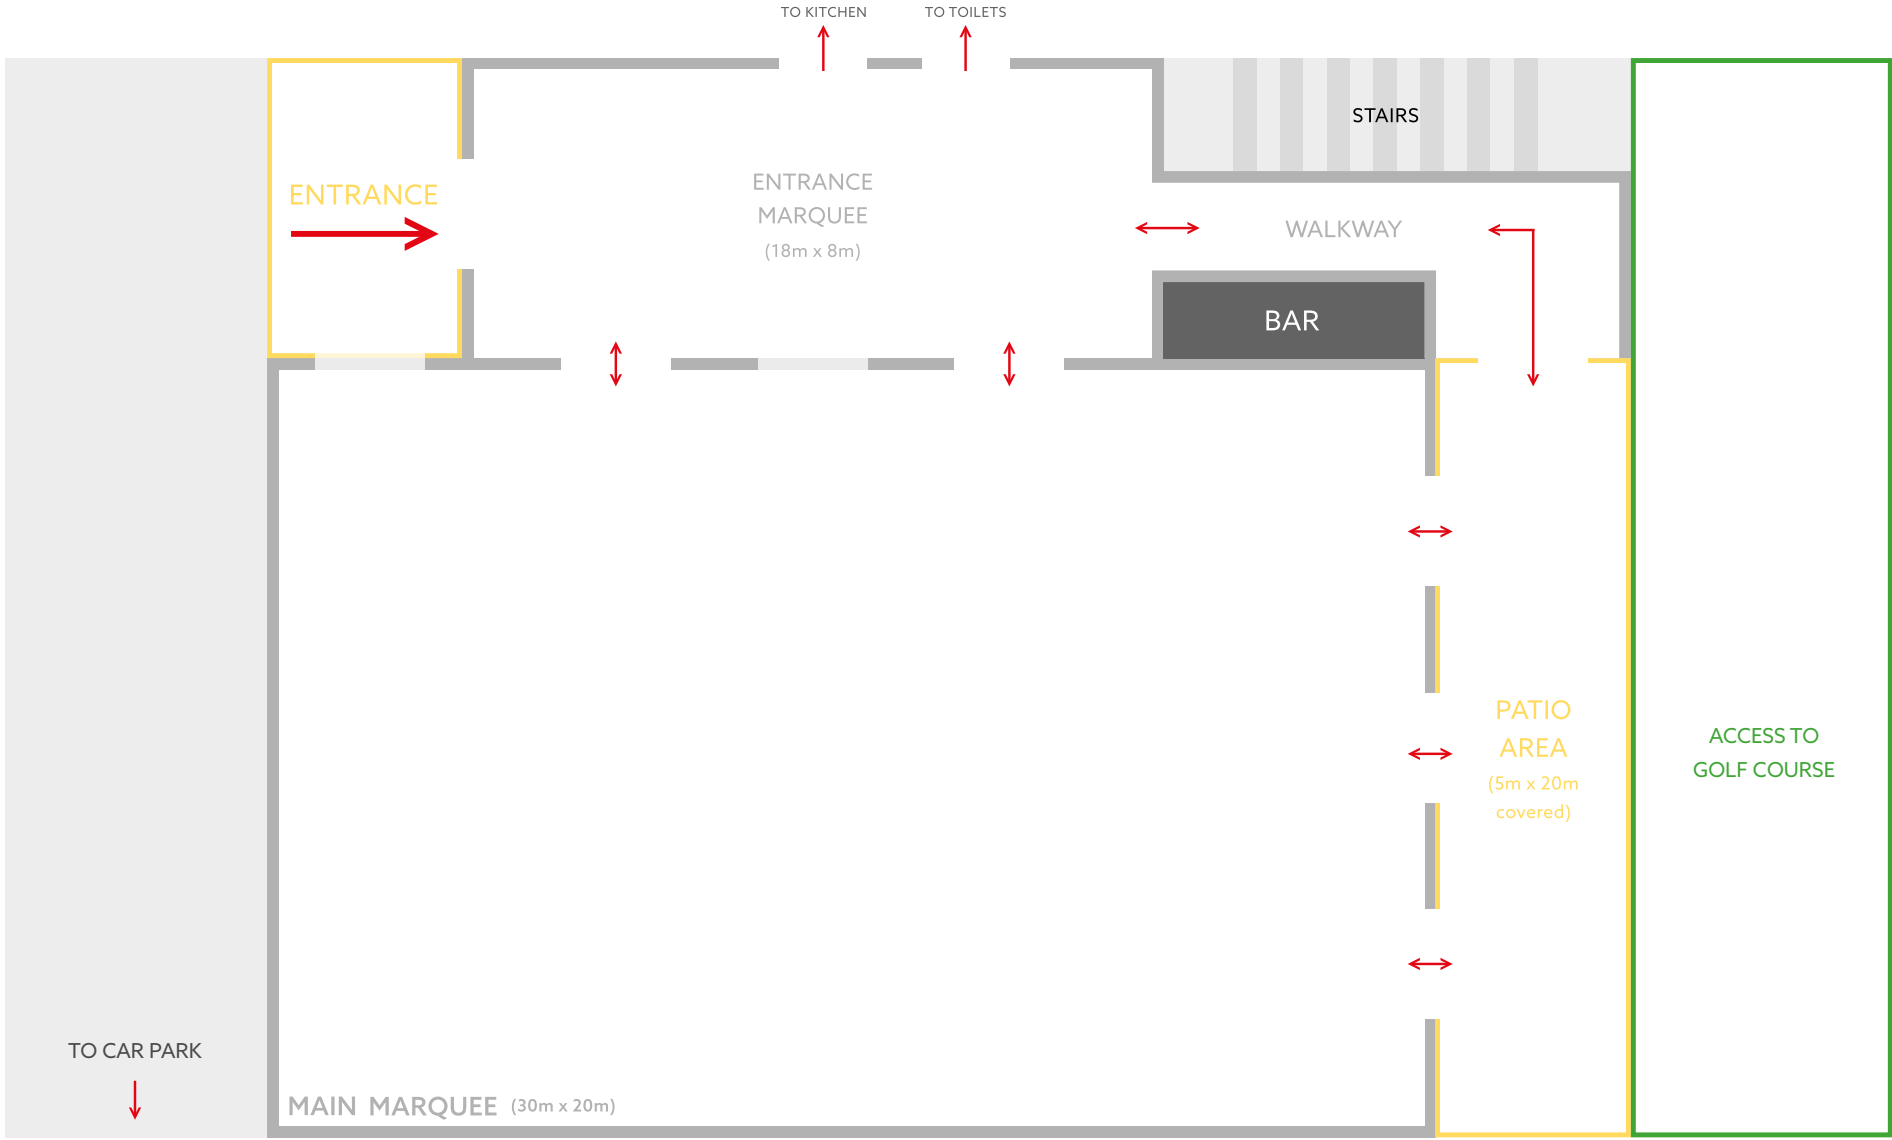 TO KITCHEN
TO TOILETS
STAIRS
ENTRANCE
ENTRANCE
MARQUEE
(18m x 8m)
WALKWAY
BAR
PATIO
AREA
(5m x 20m
covered)
ACCESS TO
GOLF COURSE
TO CAR PARK
MAIN MARQUEE (30m x 20m)